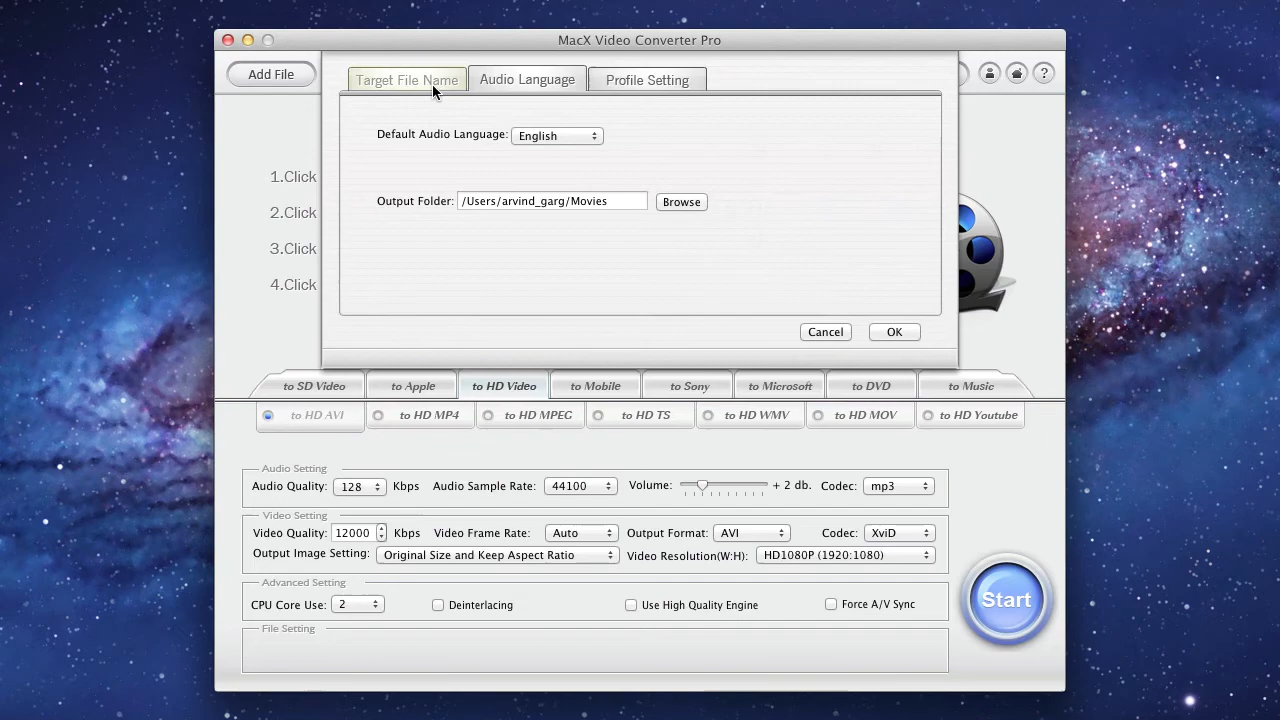 MacX Video Converter Pro
Add File
?
Target File Name
Audio Language
Profile Setting
Default Audio Language: English
Output Folder: /Users/arvind_garg/Movies Browse
1.Click
2.Click
3.Click
4.Click
Cancel OK
to SD Video to Apple to HD Video to Mobile to Sony to Microsoft to DVD to Music
to HD AVI to HD MP4 to HD MPEG to HD TS to HD WMV to HD MOV to HD Youtube
Audio Setting
Audio Quality: 128 Kbps Audio Sample Rate: 44100 Volume: + 2 db. Codec: mp3
Video Setting
Video Quality: 12000 Kbps Video Frame Rate: Auto Output Format: AVI Codec: XviD
Output Image Setting: Original Size and Keep Aspect Ratio Video Resolution(W:H): HD1080P (1920:1080)
Advanced Setting
CPU Core Use: 2 Deinterlacing Use High Quality Engine Force A/V Sync
Start
File Setting